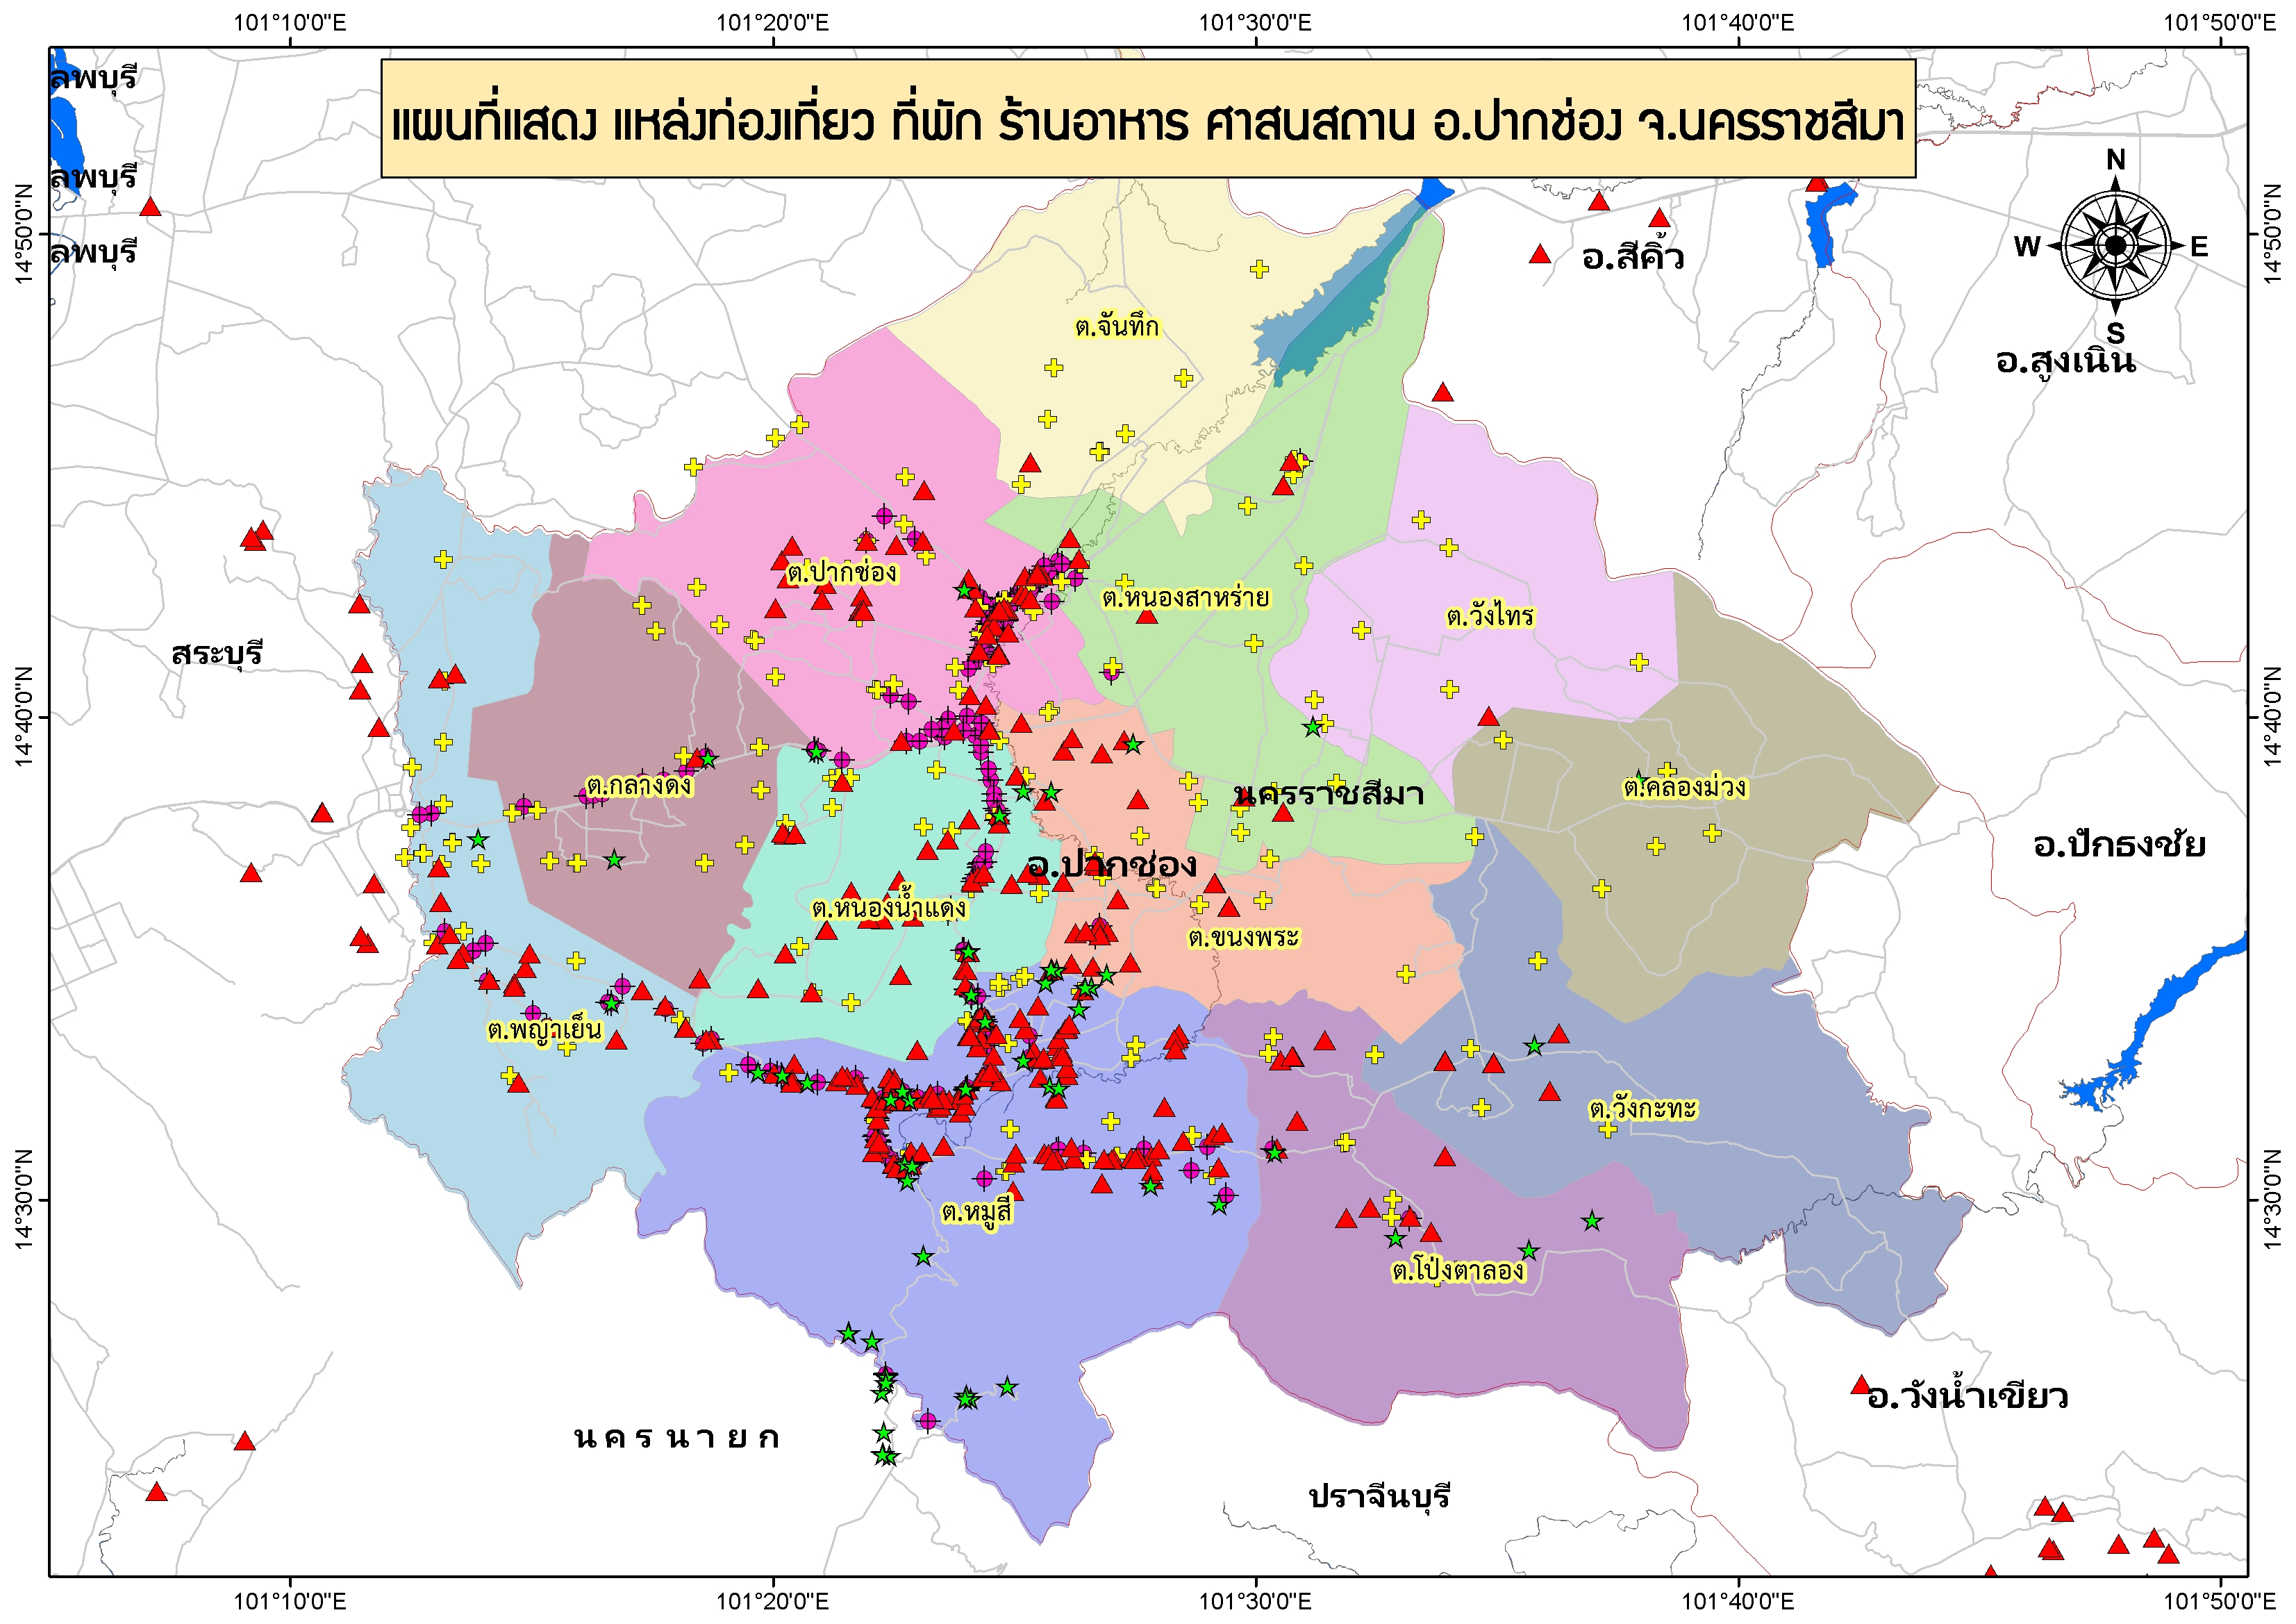 101°10'0"E 101°20'0"E 101°30'0"E 101°40'0"E 101°50'0"E
แผนที่แสดง แหล่งท่องเที่ยว ที่พัก ร้านอาหาร ศาสนสถาน อ.ปากช่อง จ.นครราชสีมา
ลพบุรี
ลพบุรี
ลพบุรี
N
W E
S
14°50'0"N 14°50'0"N
อ.สีคิ้ว
อ.สูงเนิน
ต.จันทึก
ต.ปากช่อง
ต.หนองสาหร่าย
ต.วังไทร
สระบุรี
14°40'0"N 14°40'0"N
ต.กลางดง
นครราชสีมา
ต.คลองม่วง
อ.ปักธงชัย
อ.ปากช่อง
ต.หนองน้ำแดง
ต.ขนงพระ
ต.พญาเย็น
ต.วังกะทะ
14°30'0"N 14°30'0"N
ต.หมูสี
ต.โป่งตาลอง
อ.วังน้ำเขียว
นครนายก
ปราจีนบุรี
101°10'0"E 101°20'0"E 101°30'0"E 101°40'0"E 101°50'0"E